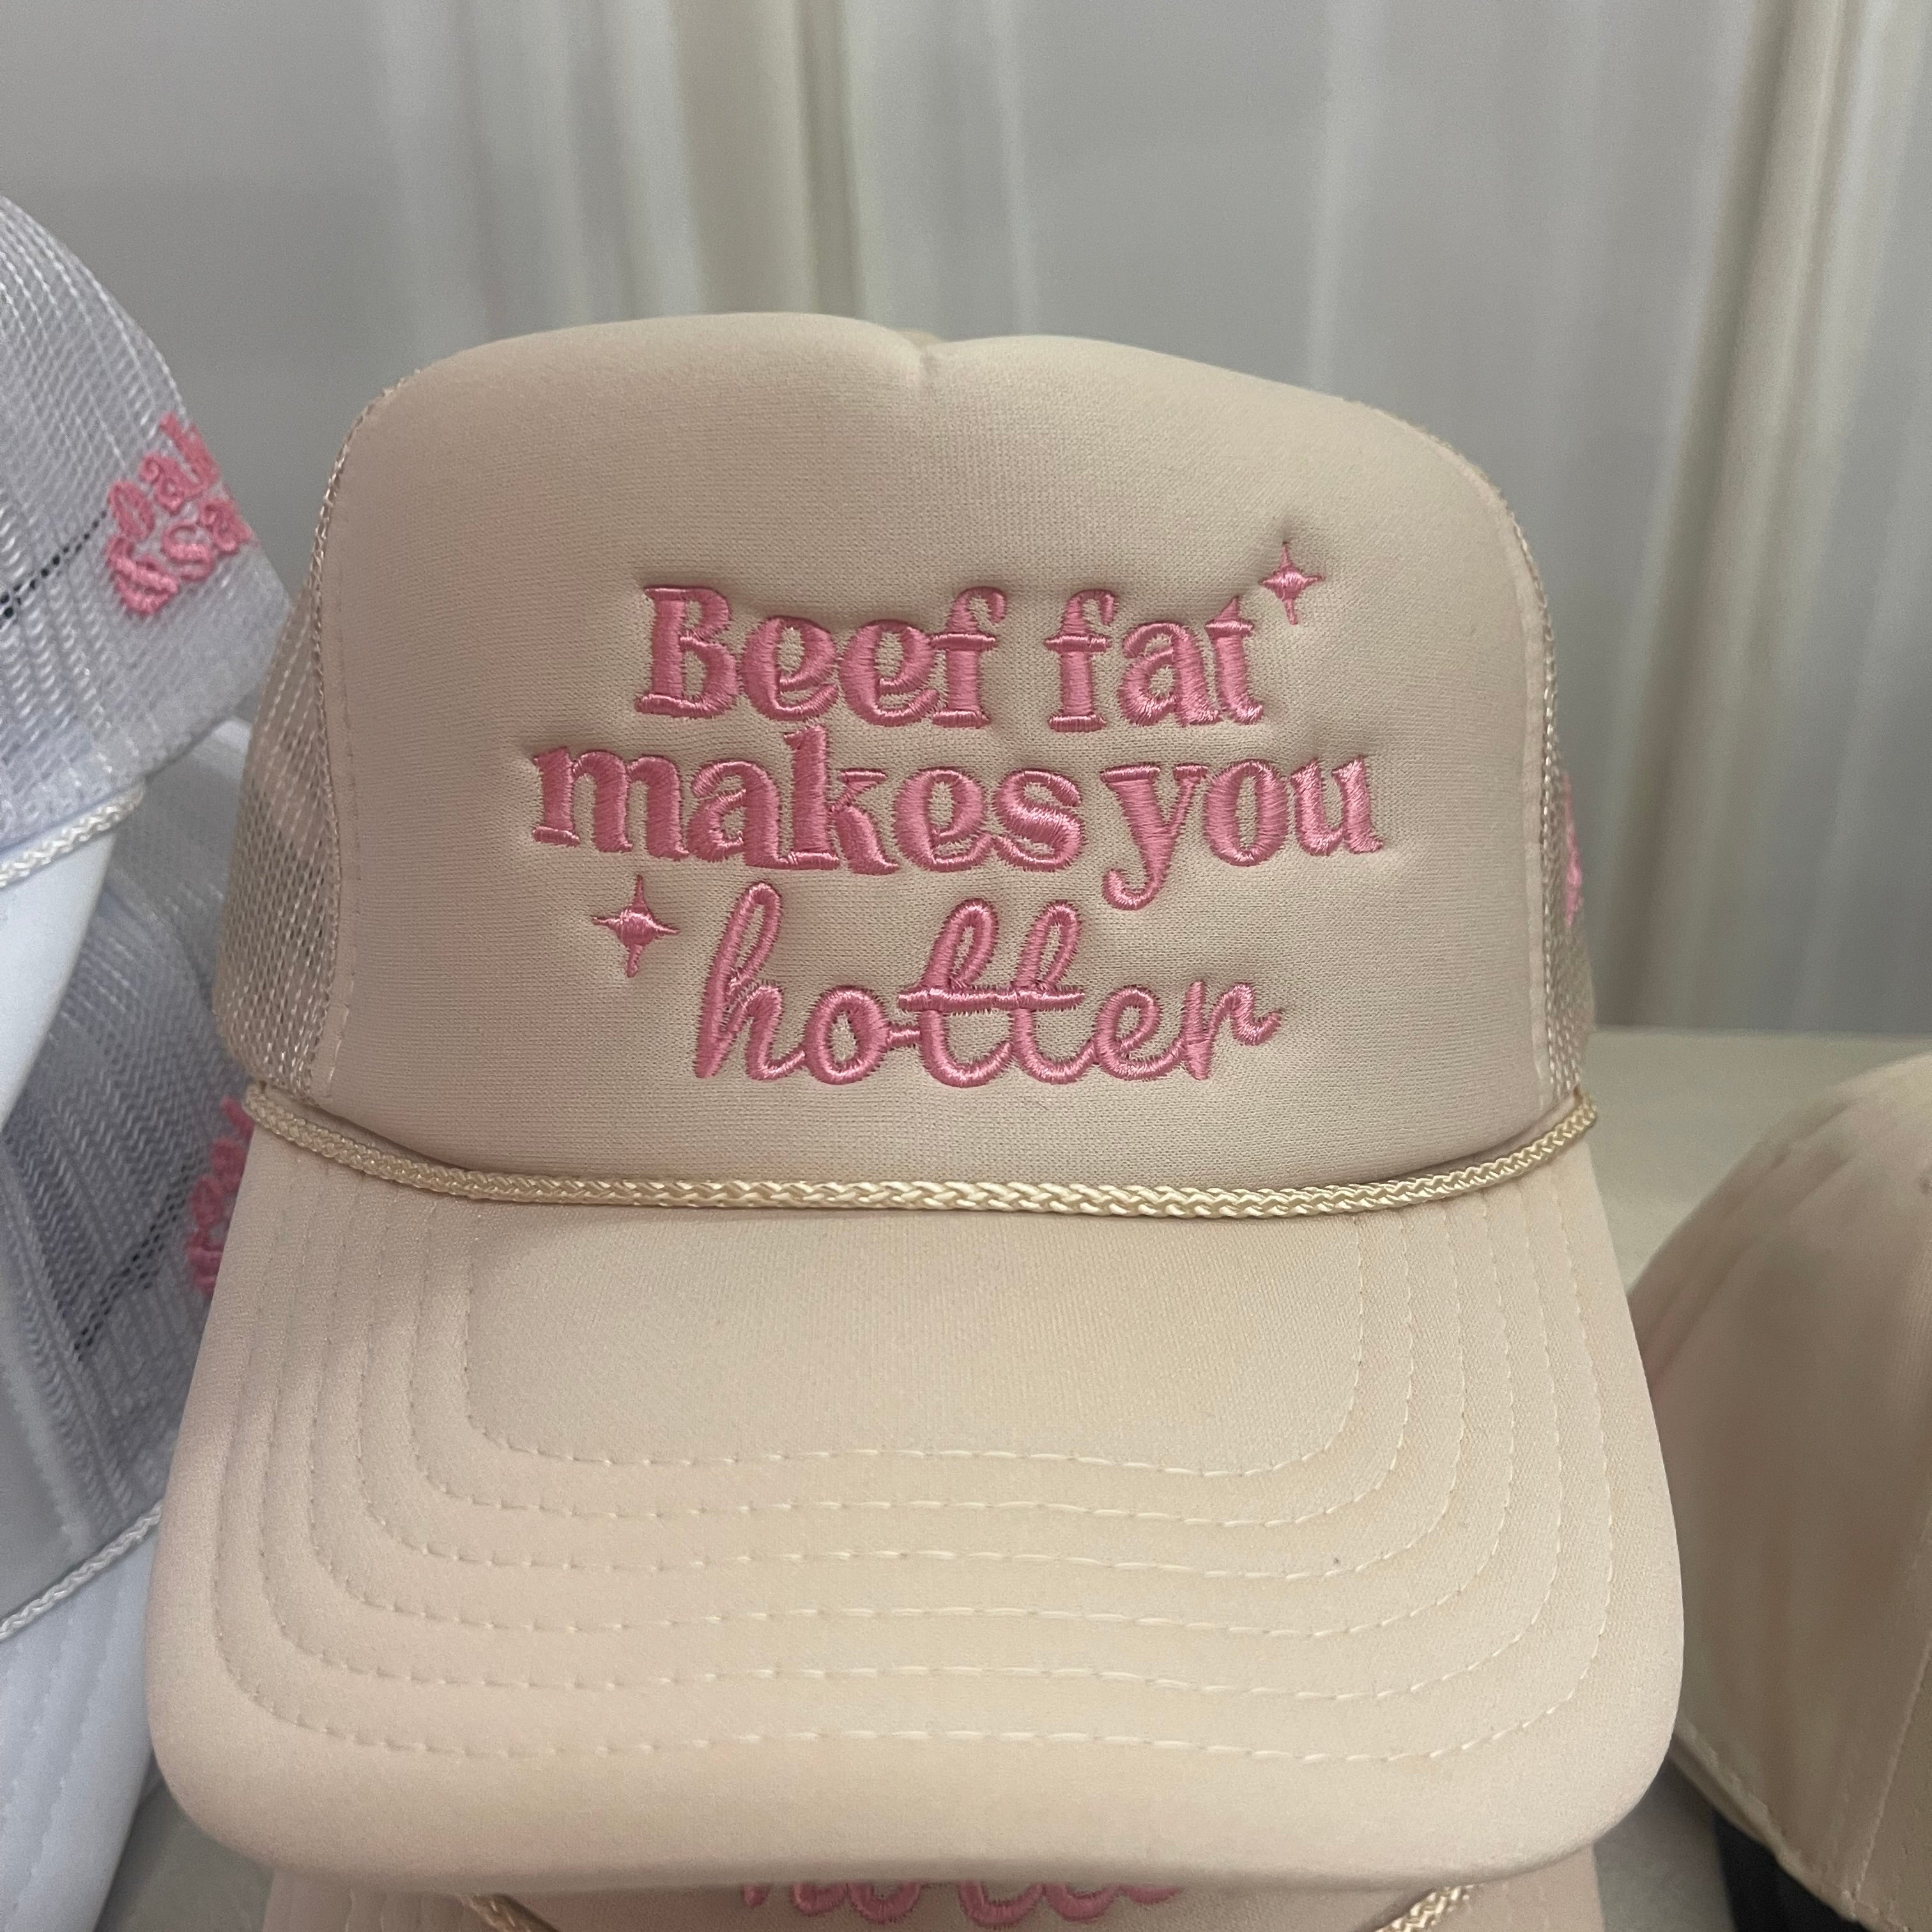 Beef fat
makes you
hotter